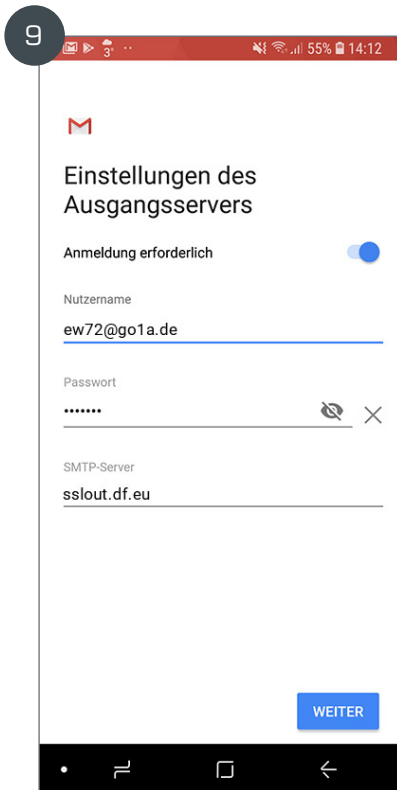 9
3° 55% 14:12
Einstellungen des
Ausgangsservers
Anmeldung erforderlich
Nutzername
ew72@go1a.de
Passwort
•••••••
SMTP-Server
sslout.df.eu
WEITER